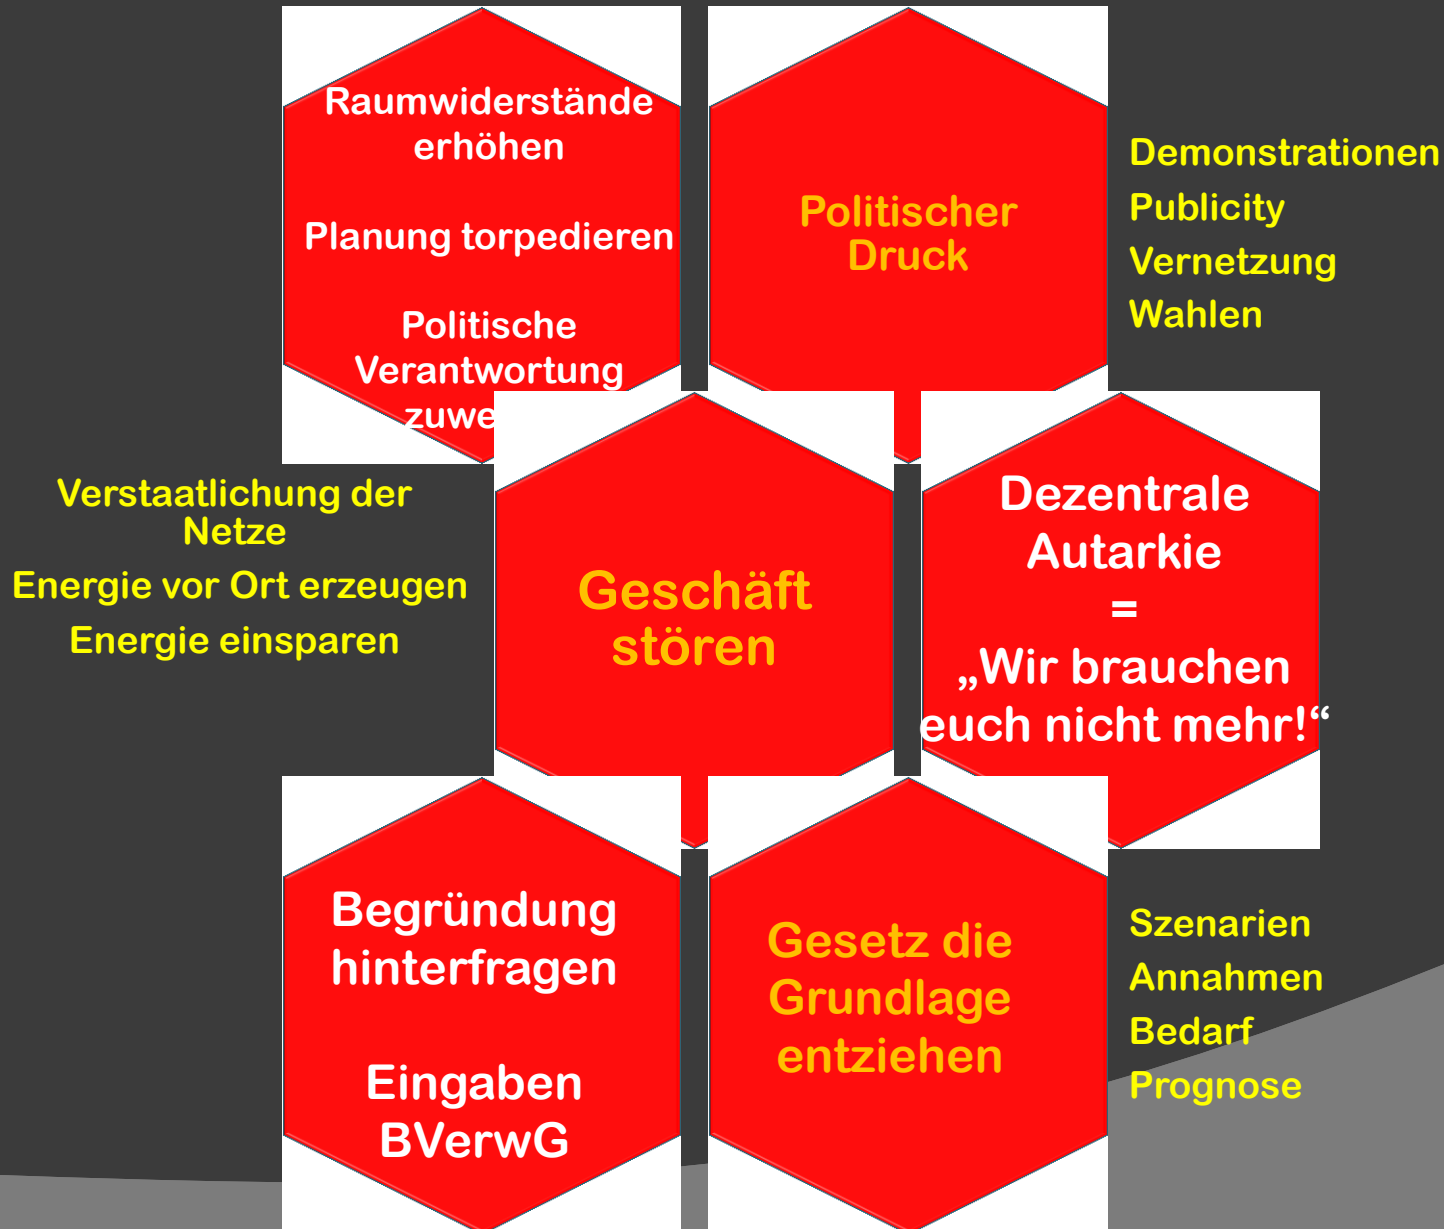 Raumwiderstände
erhöhen
Planung torpedieren
Politische
Verantwortung
Politischer
Druck
Demonstrationen
Publicity
Vernetzung
Wahlen
Verstaatlichung der
Netze
Energie vor Ort erzeugen
Energie einsparen
Geschäft
stören
Dezentrale
Autarkie
=
„Wir brauchen
euch nicht mehr!“
Begründung
hinterfragen
Eingaben
BVerwG
Gesetz die
Grundlage
entziehen
Szenarien
Annahmen
Bedarf
Prognose